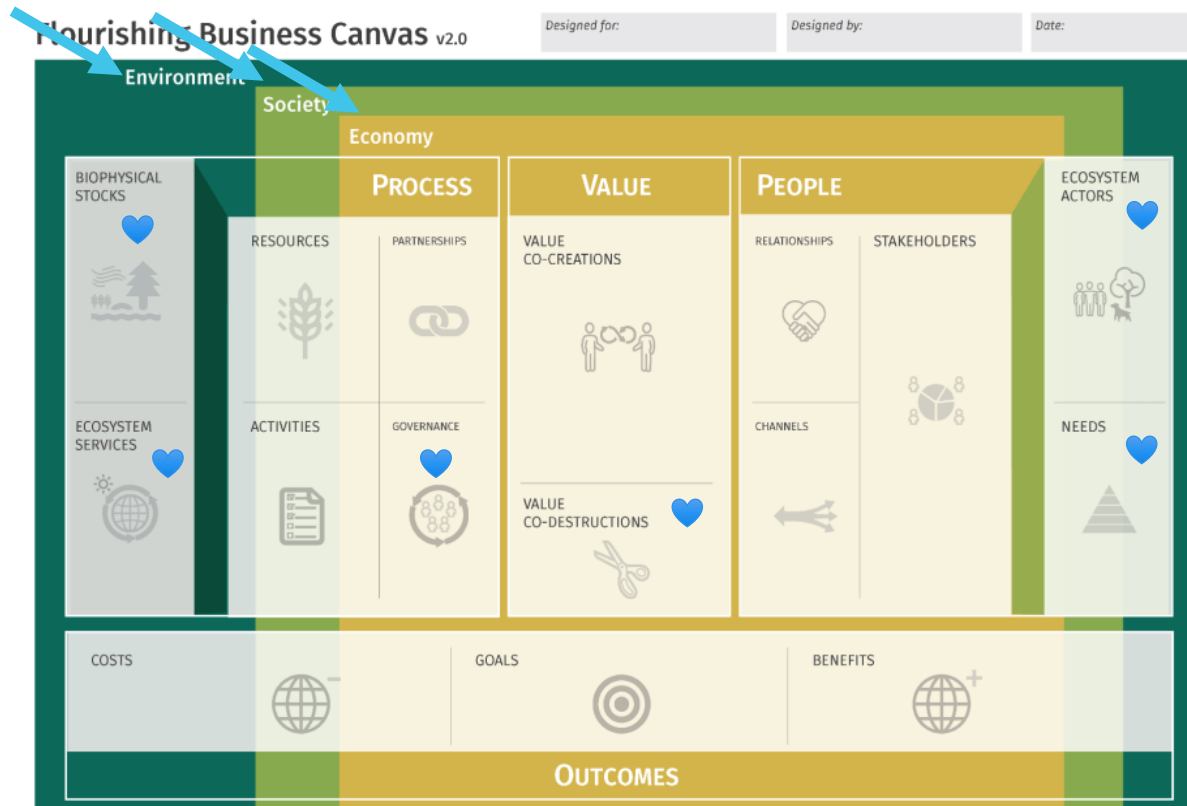 Flourishing Business Canvas v2.0
Designed for:
Designed by:
Date:
Environment
Society
Economy
PROCESS
VALUE
PEOPLE
BIOPHYSICAL
STOCKS
ECOSYSTEM
ACTORS
RESOURCES
PARTNERSHIPS
VALUE
CO-CREATIONS
RELATIONSHIPS
STAKEHOLDERS
ECOSYSTEM
SERVICES
ACTIVITIES
GOVERNANCE
CHANNELS
NEEDS
VALUE
CO-DESTRUCTIONS
COSTS
GOALS
BENEFITS
OUTCOMES